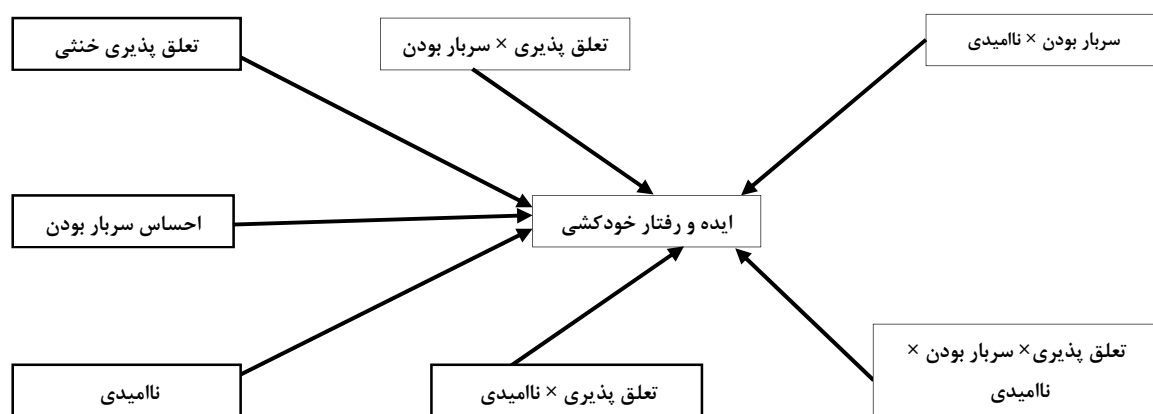 سربار بودن × ناامیدی
تعلق پذیری × سربار بودن
تعلق پذیری خنثی
ایده و رفتار خودکشی
احساس سربار بودن
تعلق پذیری× سربار بودن ×
ناامیدی
تعلق پذیری × ناامیدی
ناامیدی